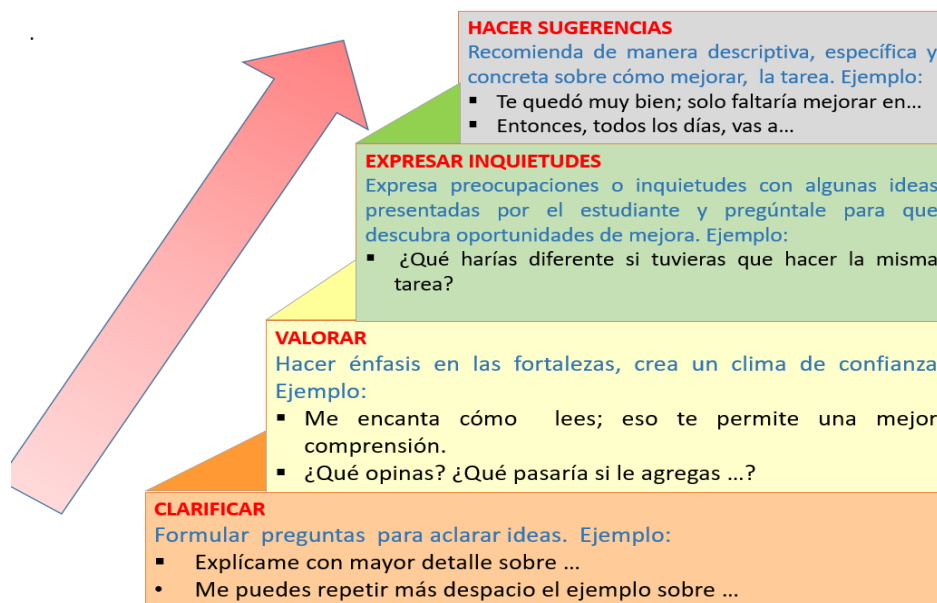 .
HACER SUGERENCIAS
Recomienda de manera descriptiva, específica y
concreta sobre cómo mejorar, la tarea. Ejemplo:
▪ Te quedó muy bien; solo faltaría mejorar en...
▪ Entonces, todos los días, vas a...
EXPRESAR INQUIETUDES
Expresa preocupaciones o inquietudes con algunas ideas
presentadas por el estudiante y pregúntale para que
descubra oportunidades de mejora. Ejemplo:
▪ ¿Qué harías diferente si tuvieras que hacer la misma
tarea?
VALORAR
Hacer énfasis en las fortalezas, crea un clima de confianza
Ejemplo:
▪ Me encanta cómo lees; eso te permite una mejor
comprensión.
▪ ¿Qué opinas? ¿Qué pasaría si le agregas ...?
CLARIFICAR
Formular preguntas para aclarar ideas. Ejemplo:
▪ Explícame con mayor detalle sobre ...
• Me puedes repetir más despacio el ejemplo sobre ...